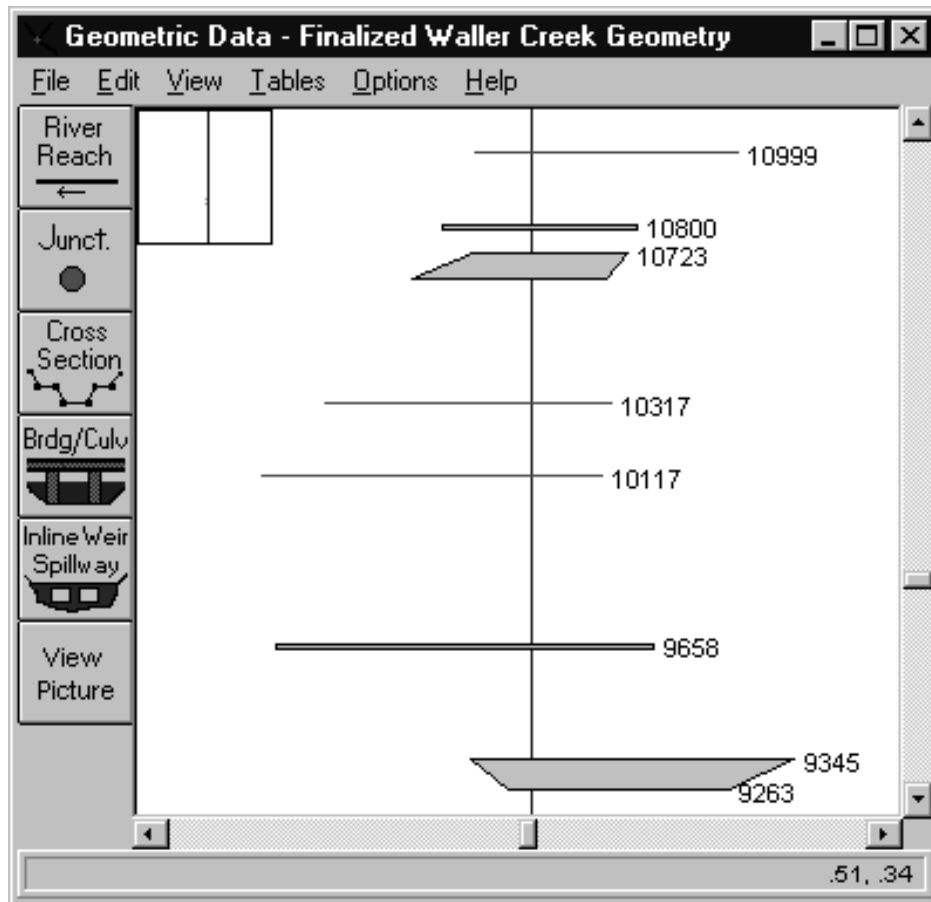 Geometric Data - Finalized Waller Creek Geometry
File Edit View Tables Options Help
River
Reach
Junct.
Cross
Section
Brdg/Culv
Inline Weir
Spillway
View
Picture
10999
10800
10723
10317
10117
9658
9345
9263
.51, .34